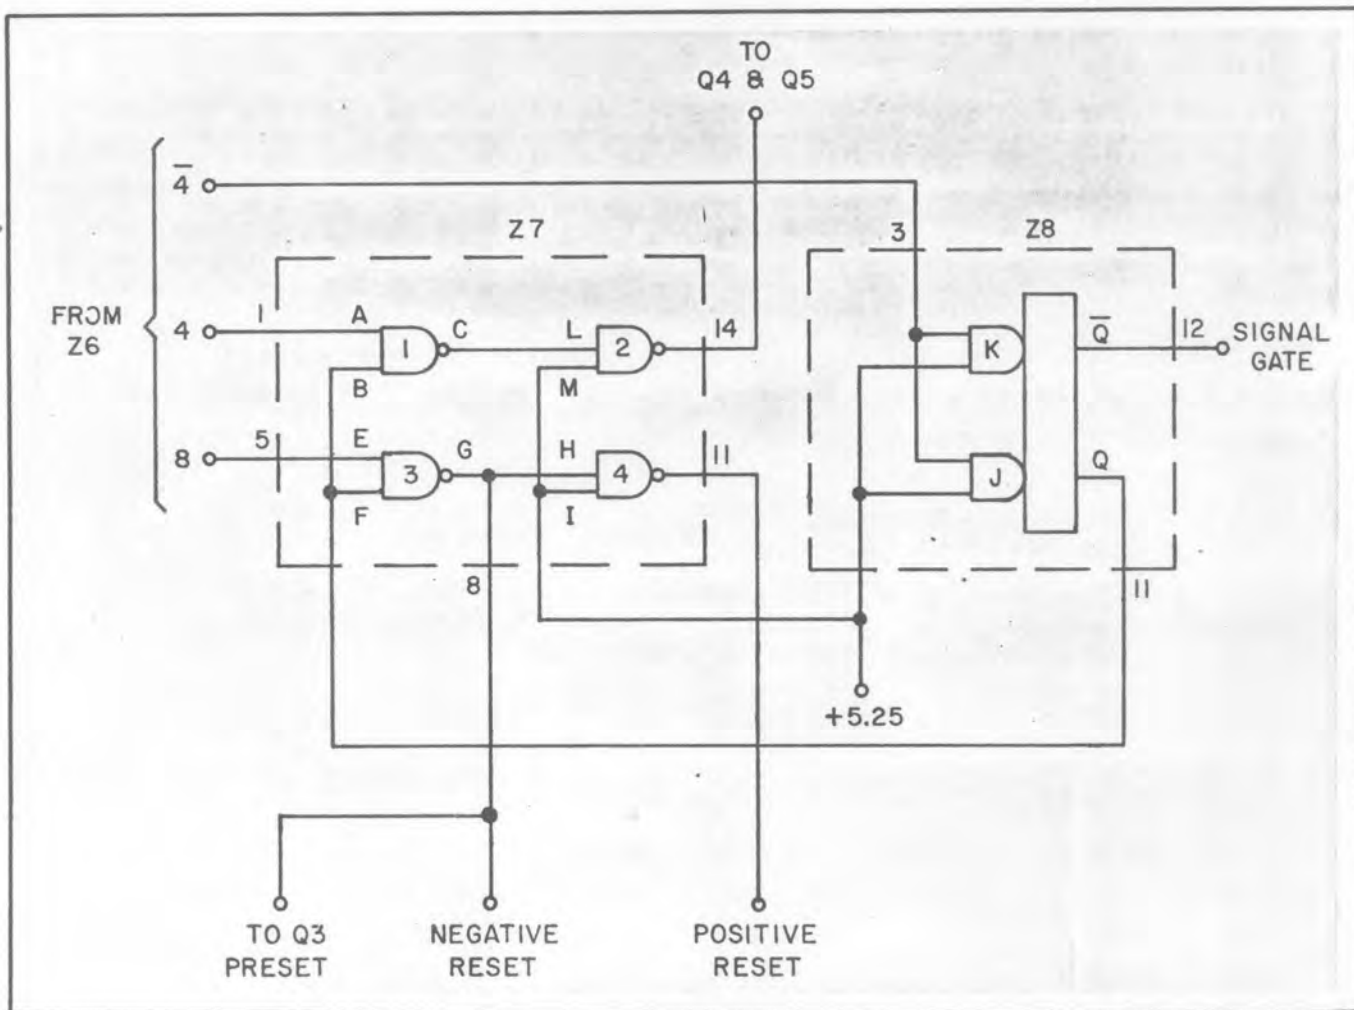 TO
Q4 & Q5
4̅
Z7
3
Z8
FROM
Z6
4
1
A
1
C
L
2
14
K
Q̅
12
SIGNAL
GATE
B
M
8
5
E
3
G
H
4
11
J
Q
F
I
8
11
+5.25
TO Q3
PRESET
NEGATIVE
RESET
POSITIVE
RESET